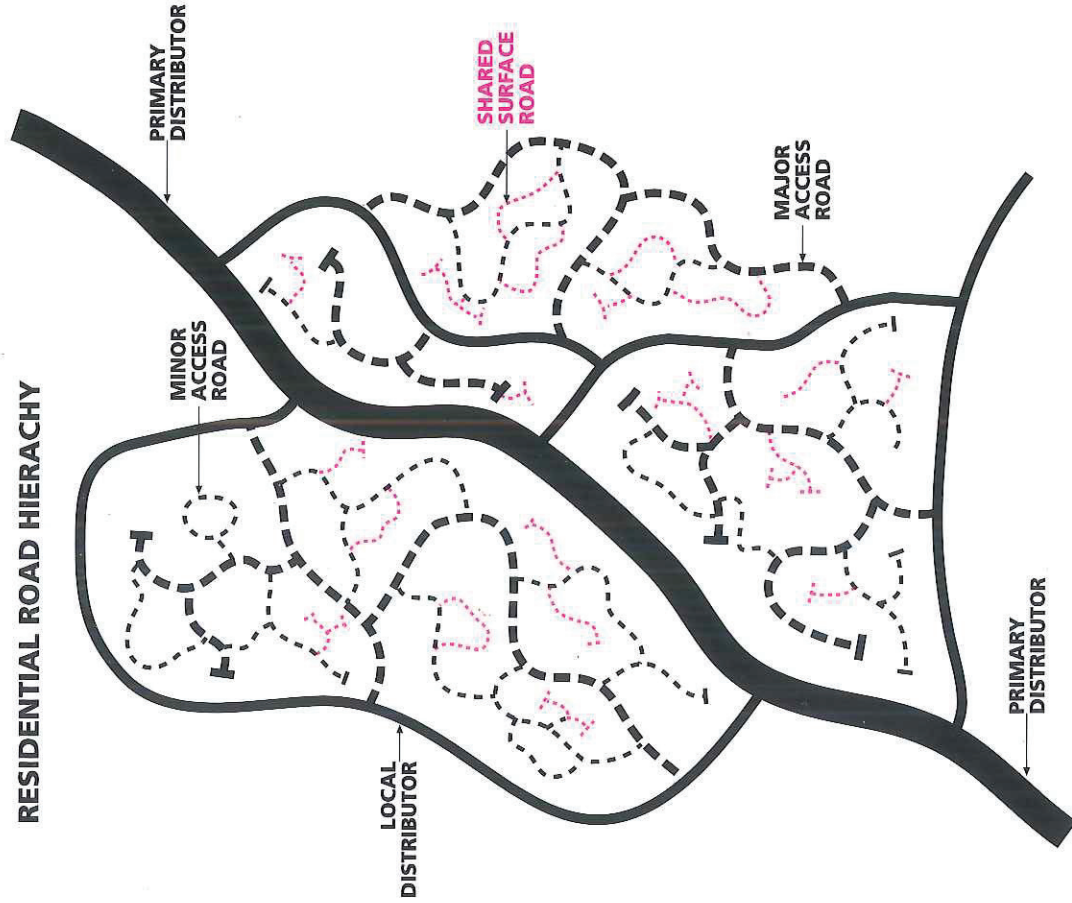 RESIDENTIAL ROAD HIERACHY
LOCAL
DISTRIBUTOR
MINOR
ACCESS
ROAD
PRIMARY
DISTRIBUTOR
SHARED
SURFACE
ROAD
MAJOR
ACCESS
ROAD
PRIMARY
DISTRIBUTOR